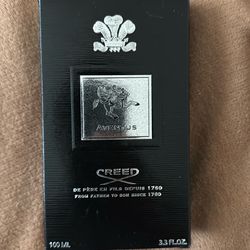 AVENTUS
CREED
DE PÈRE EN FILS DEPUIS 1760
FROM FATHER TO SON SINCE 1760
100 ML
3.3 FL.OZ.